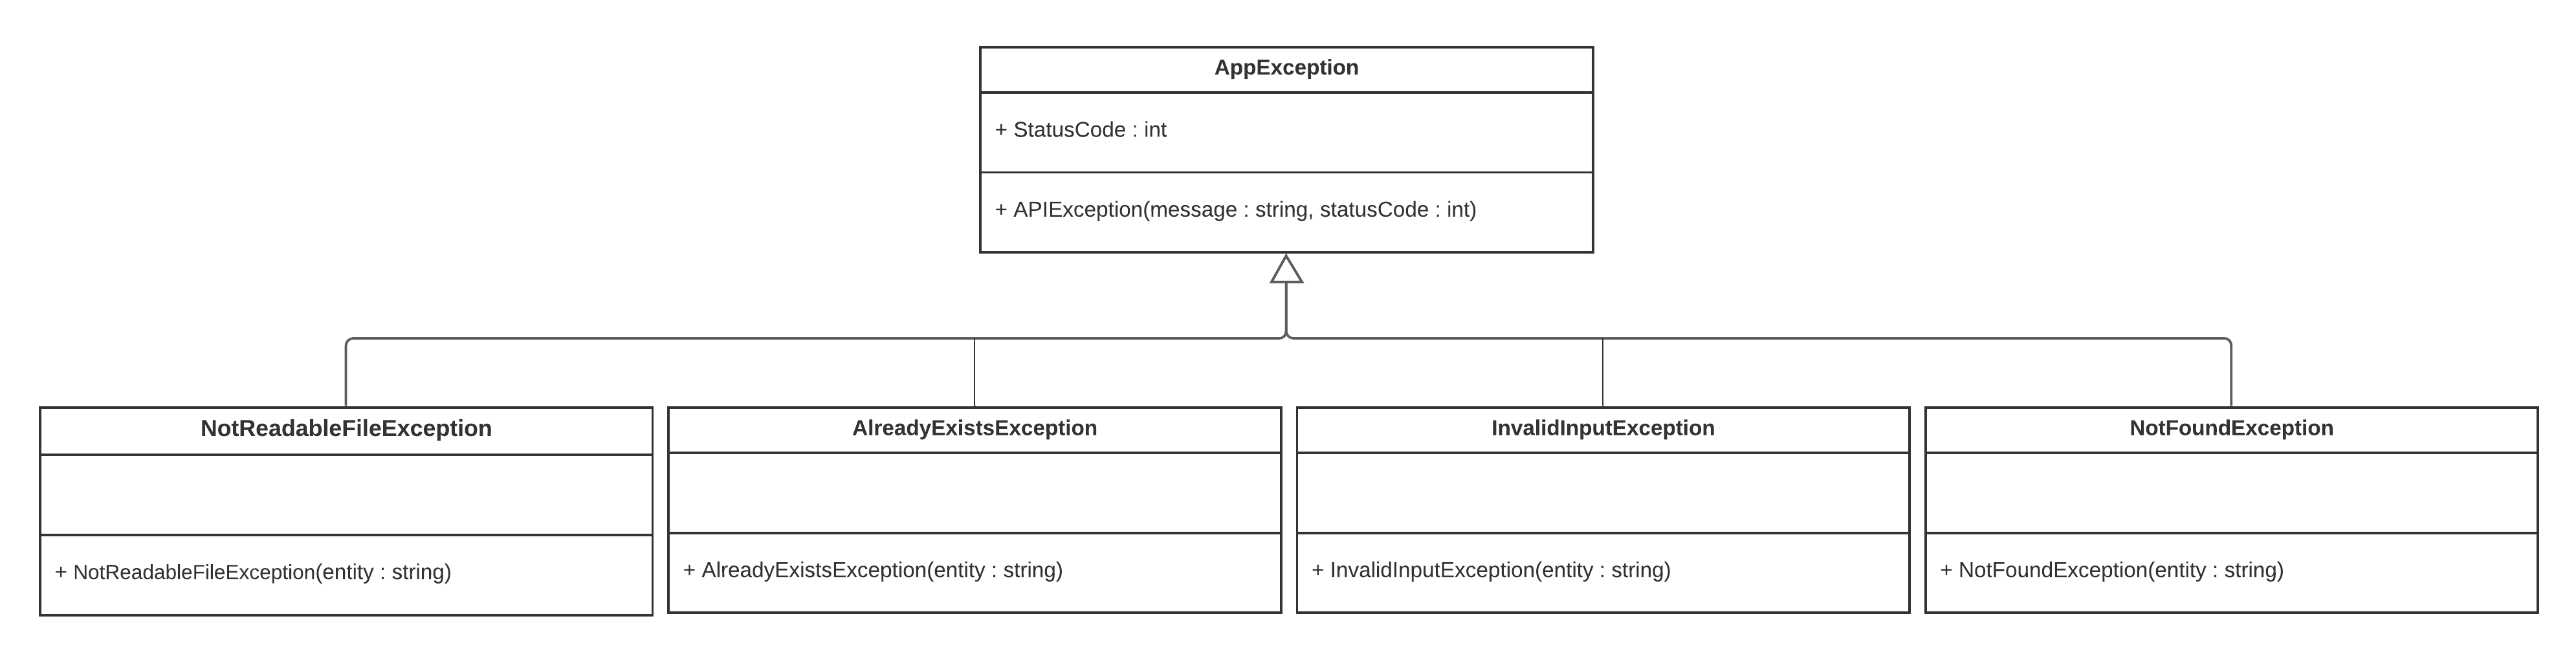 AppException
+ StatusCode : int
+ APIException(message : string, statusCode : int)
NotReadableFileException
+ NotReadableFileException(entity : string)
AlreadyExistsException
+ AlreadyExistsException(entity : string)
InvalidInputException
+ InvalidInputException(entity : string)
NotFoundException
+ NotFoundException(entity : string)